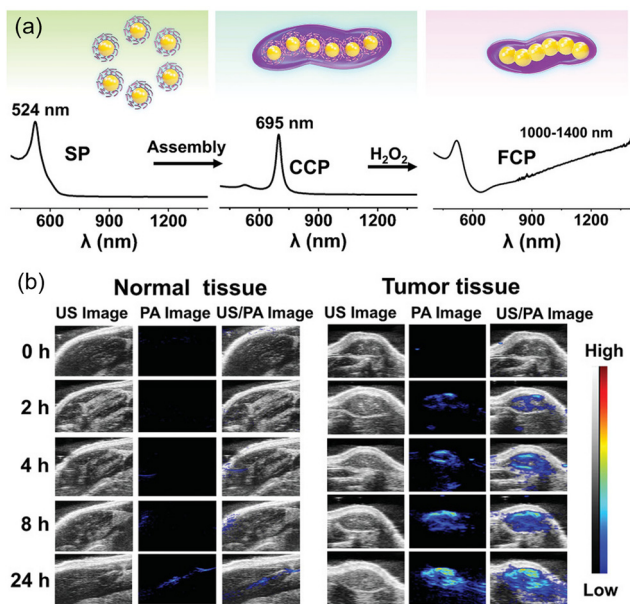 (a)
524 nm
SP
Assembly
695 nm
CCP
H₂O₂
1000-1400 nm
FCP
600 900 1200
600 900 1200
600 900 1200
λ (nm)
λ (nm)
λ (nm)
(b)
Normal tissue
Tumor tissue
US Image PA Image US/PA Image
US Image PA Image US/PA Image
0 h
2 h
4 h
8 h
24 h
High
Low